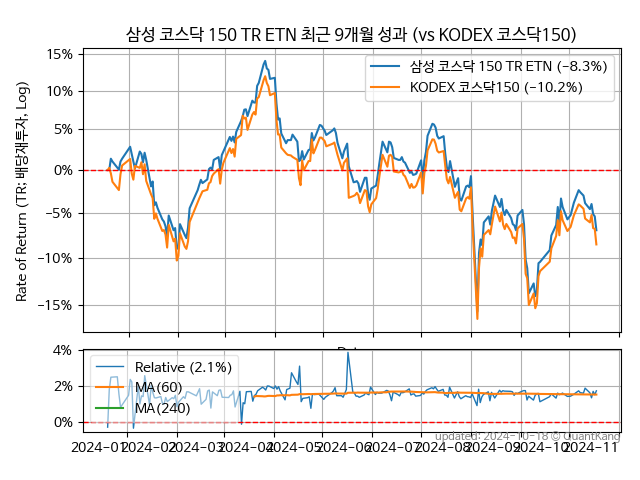 삼성 코스닥 150 TR ETN 최근 9개월 성과 (vs KODEX 코스닥150)
Rate of Return (TR: 배당재투자, Log)
15%
10%
5%
0%
−5%
−10%
−15%
삼성 코스닥 150 TR ETN (−8.3%)
KODEX 코스닥150 (−10.2%)
4%
2%
0%
Relative (2.1%)
MA(60)
MA(240)
updated: 2024-10-18 © QuantKang
2024−01 2024−02 2024−03 2024−04 2024−05 2024−06 2024−07 2024−08 2024−09 2024−10 2024−11